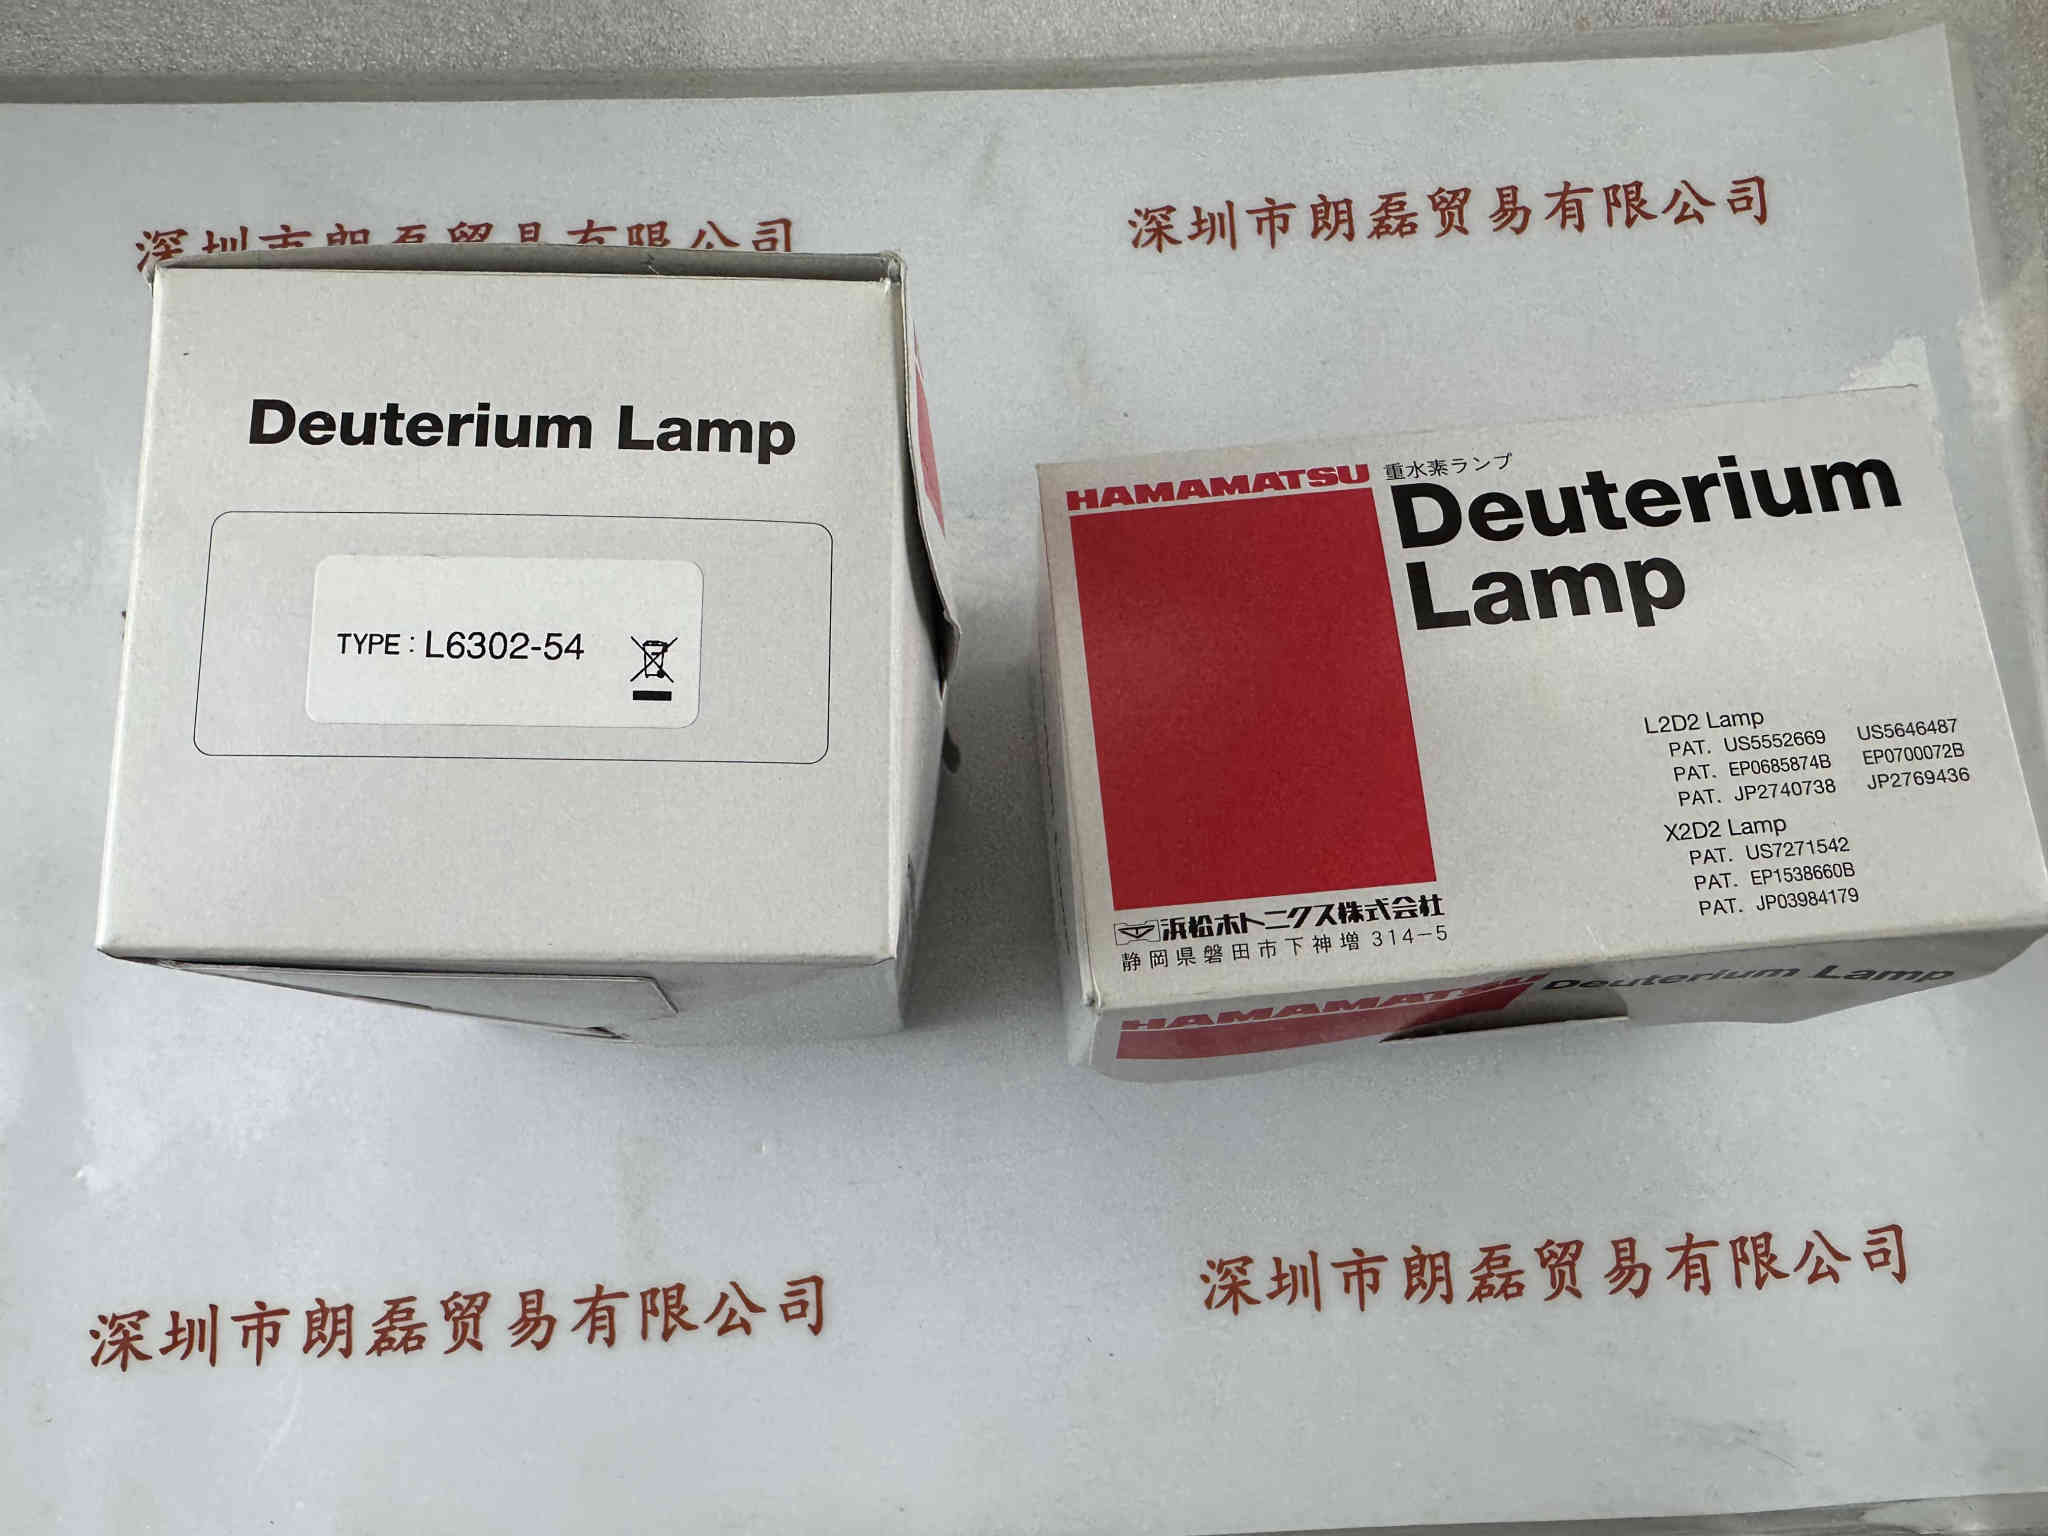 深圳市朗磊贸易有限公司
深圳市朗磊贸易有限公司
Deuterium Lamp
TYPE : L6302-54
HAMAMATSU
重水素ランプ
Deuterium
Lamp
L2D2 Lamp
PAT. US5552669 US5646487
PAT. EP0685874B EP0700072B
PAT. JP2740738 JP2769436
X2D2 Lamp
PAT. US7271542
PAT. EP1538660B
PAT. JP03984179
浜松ホトニクス株式会社
静岡県磐田市下神増 314-5
HAMAMATSU Deuterium Lamp
深圳市朗磊贸易有限公司
深圳市朗磊贸易有限公司